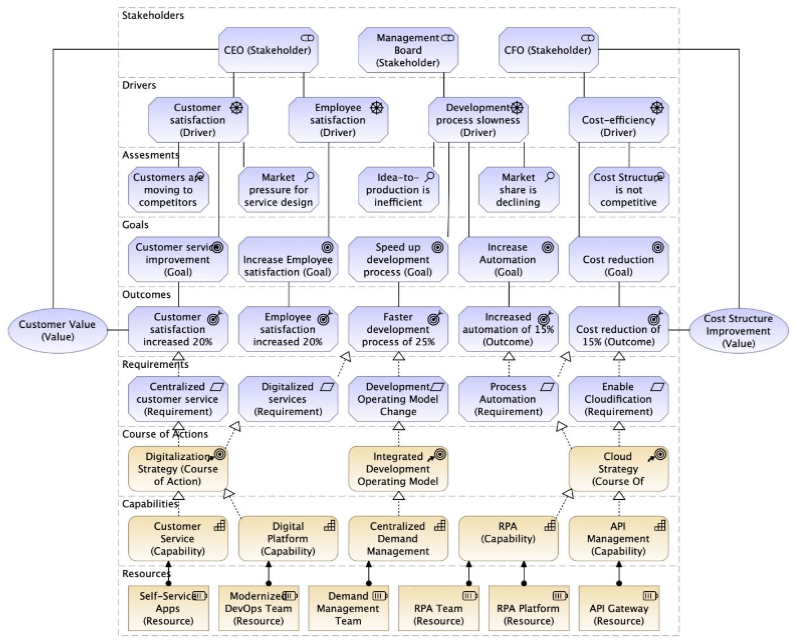 Stakeholders
CEO (Stakeholder)
Management
Board
(Stakeholder)
CFO (Stakeholder)
Drivers
Customer
satisfaction
(Driver)
Employee
satisfaction
(Driver)
Development
process slowness
(Driver)
Cost-efficiency
(Driver)
Assesments
Customers are
moving to
competitors
Market
pressure for
service design
Idea-to-
production is
inefficient
Market
share is
declining
Cost Structure
is not
competitive
Goals
Customer service
improvement
(Goal)
Increase Employee
satisfaction (Goal)
Speed up
development
process (Goal)
Increase
Automation
(Goal)
Cost reduction
(Goal)
Outcomes
Customer Value
(Value)
Customer
satisfaction
increased 20%
Employee
satisfaction
increased 20%
Faster
development
process of 25%
Increased
automation of 15%
(Outcome)
Cost reduction of
15% (Outcome)
Cost Structure
Improvement
(Value)
Requirements
Centralized
customer service
(Requirement)
Digitalized
services
(Requirement)
Development
Operating Model
Change
Process
Automation
(Requirement)
Enable
Cloudification
(Requirement)
Course of Actions
Digitalization
Strategy (Course
of Action)
Integrated
Development
Operating Model
Cloud
Strategy
(Course Of
Capabilities
Customer
Service
(Capability)
Digital
Platform
(Capability)
Centralized
Demand
Management
RPA
(Capability)
API
Management
(Capability)
Resources
Self-Service
Apps
(Resource)
Modernized
DevOps Team
(Resource)
Demand
Management
Team
RPA Team
(Resource)
RPA Platform
(Resource)
API Gateway
(Resource)